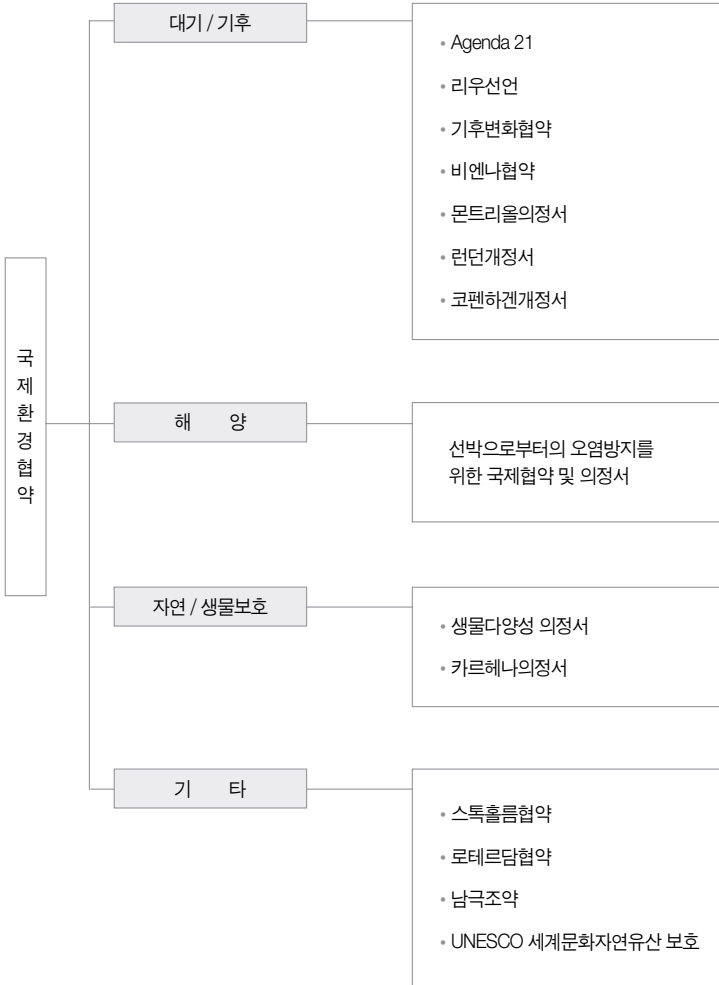 대기 / 기후
• Agenda 21
• 리우선언
• 기후변화협약
• 비엔나협약
• 몬트리올의정서
• 런던개정서
• 코펜하겐개정서
국
제
환
경
협
약
해 양
선박으로부터의 오염방지를
위한 국제협약 및 의정서
자연 / 생물보호
• 생물다양성 의정서
• 카르헤나의정서
기 타
• 스톡홀름협약
• 로테르담협약
• 남극조약
• UNESCO 세계문화자연유산 보호